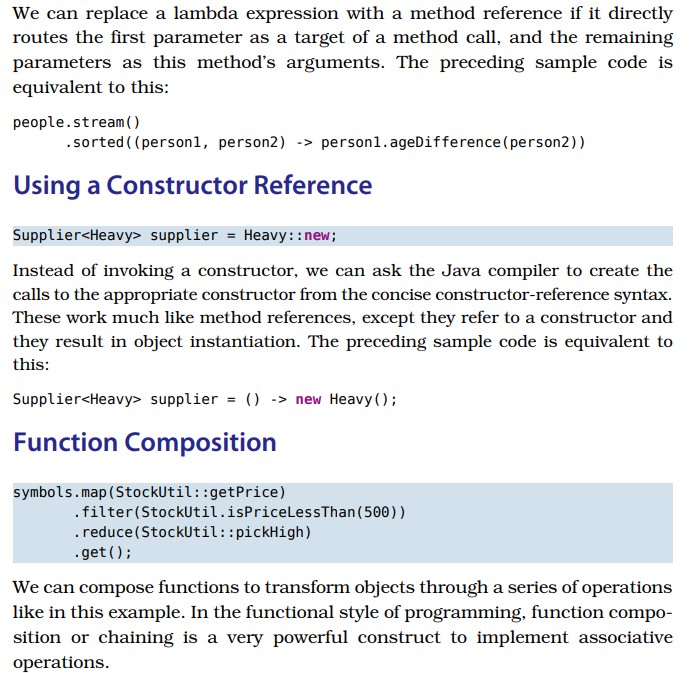 We can replace a lambda expression with a method reference if it directly
routes the first parameter as a target of a method call, and the remaining
parameters as this method's arguments. The preceding sample code is
equivalent to this:
people.stream()
.sorted((person1, person2) -> person1.ageDifference(person2))
Using a Constructor Reference
Supplier<Heavy> supplier = Heavy::new;
Instead of invoking a constructor, we can ask the Java compiler to create the
calls to the appropriate constructor from the concise constructor-reference syntax.
These work much like method references, except they refer to a constructor and
they result in object instantiation. The preceding sample code is equivalent to
this:
Supplier<Heavy> supplier = () -> new Heavy();
Function Composition
symbols.map(StockUtil::getPrice)
.filter(StockUtil.isPriceLessThan(500))
.reduce(StockUtil::pickHigh)
.get();
We can compose functions to transform objects through a series of operations
like in this example. In the functional style of programming, function compo-
sition or chaining is a very powerful construct to implement associative
operations.